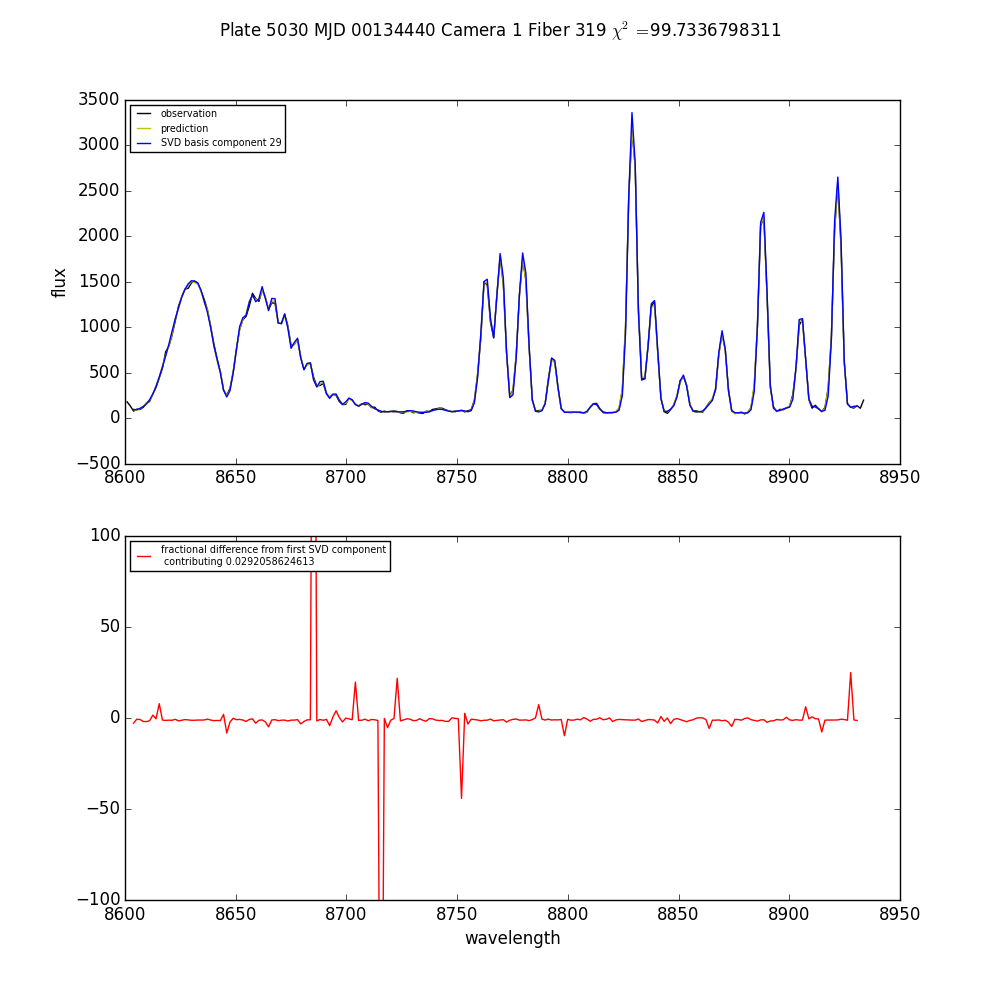 Plate 5030 MJD 00134440 Camera 1 Fiber 319 χ² =99.7336798311
3500
3000
2500
2000
1500
1000
500
0
−500
flux
observation
prediction
SVD basis component 29
8600 8650 8700 8750 8800 8850 8900 8950
100
50
0
−50
−100
fractional difference from first SVD component
contributing 0.0292058624613
8600 8650 8700 8750 8800 8850 8900 8950
wavelength